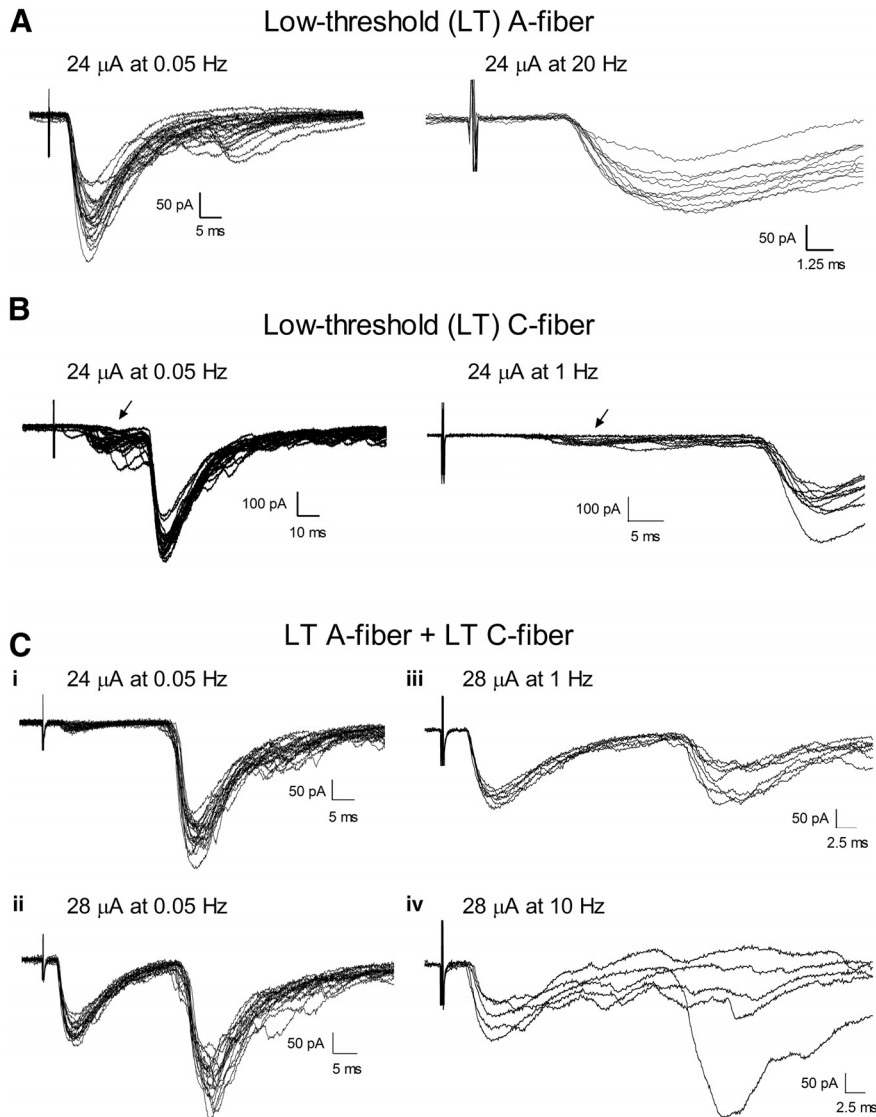 A
Low-threshold (LT) A-fiber
24 μA at 0.05 Hz
24 μA at 20 Hz
50 pA
5 ms
50 pA
1.25 ms
B
Low-threshold (LT) C-fiber
24 μA at 0.05 Hz
24 μA at 1 Hz
100 pA
10 ms
100 pA
5 ms
C
LT A-fiber + LT C-fiber
i
24 μA at 0.05 Hz
iii
28 μA at 1 Hz
50 pA
5 ms
50 pA
2.5 ms
ii
28 μA at 0.05 Hz
iv
28 μA at 10 Hz
50 pA
5 ms
50 pA
2.5 ms